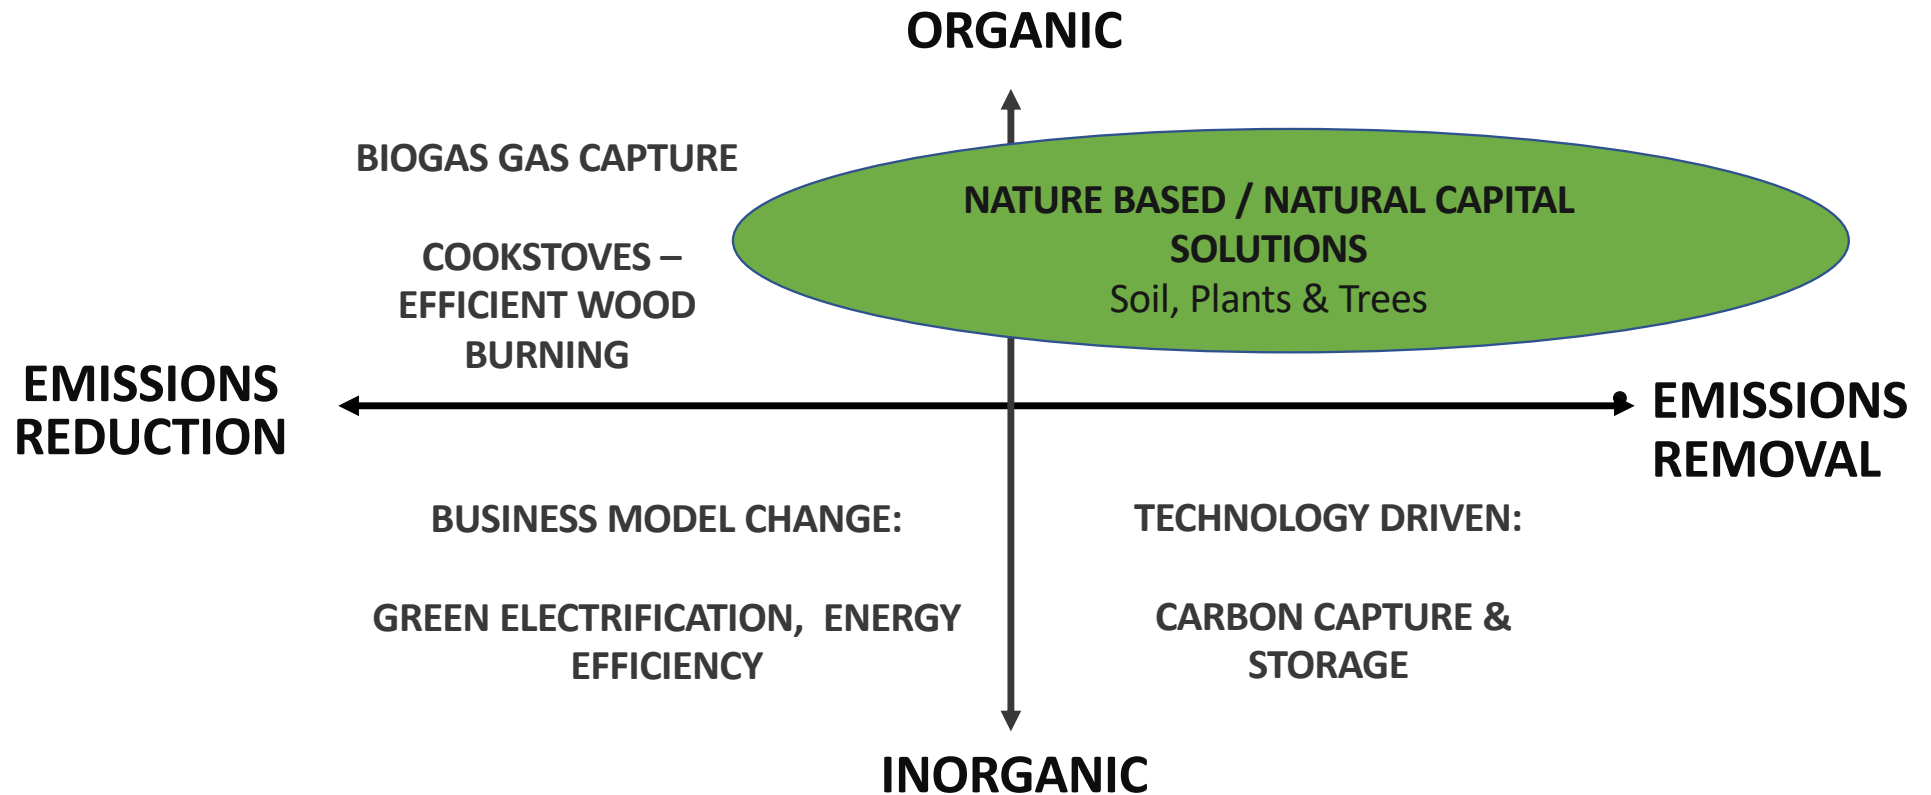 ORGANIC
BIOGAS GAS CAPTURE
COOKSTOVES –
EFFICIENT WOOD
BURNING
NATURE BASED / NATURAL CAPITAL
SOLUTIONS
Soil, Plants & Trees
EMISSIONS
REDUCTION
• EMISSIONS
REMOVAL
BUSINESS MODEL CHANGE:
GREEN ELECTRIFICATION, ENERGY
EFFICIENCY
TECHNOLOGY DRIVEN:
CARBON CAPTURE &
STORAGE
INORGANIC